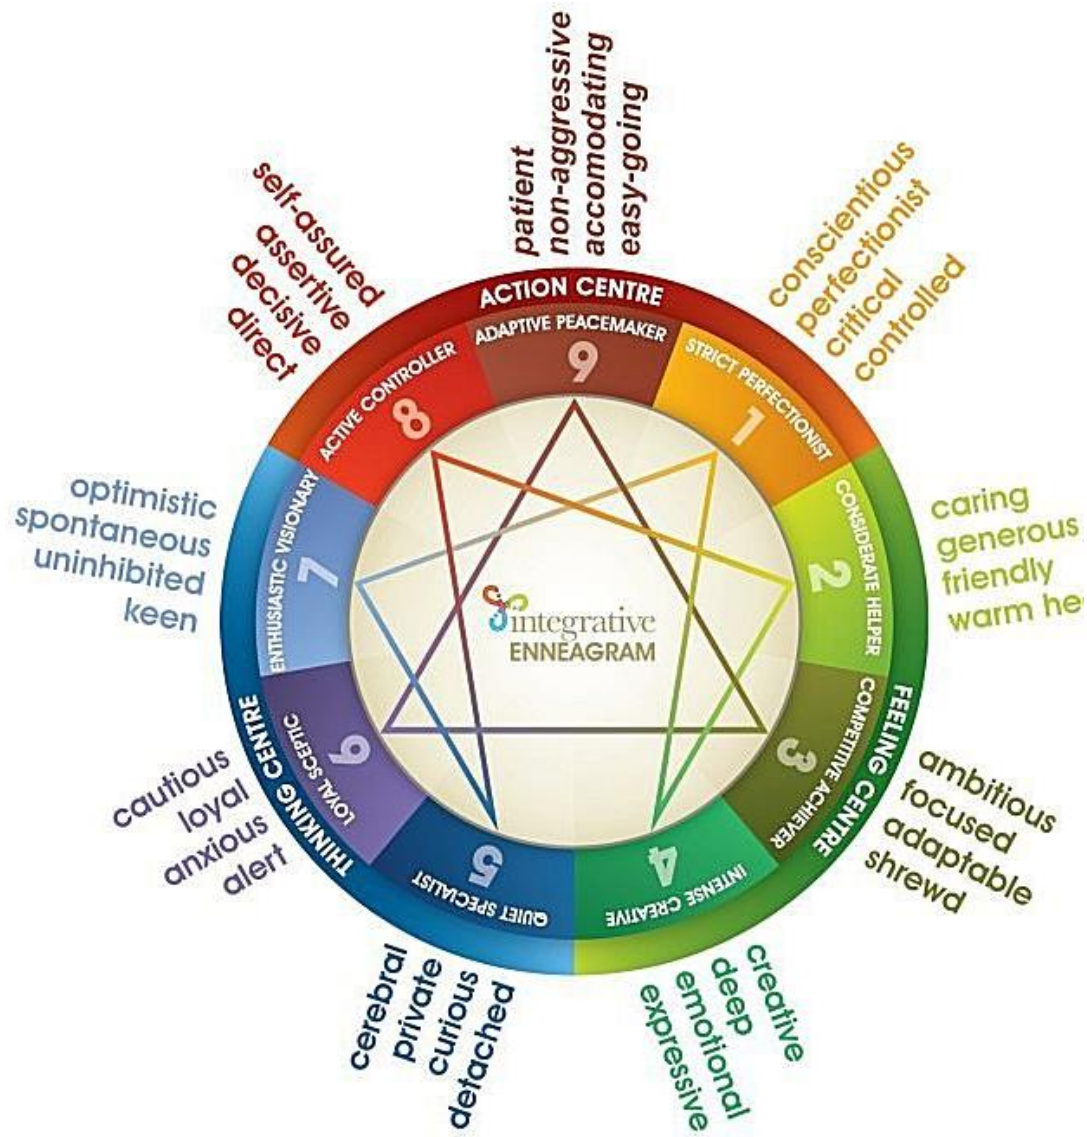 patient
non-aggressive
accomodating
easy-going
conscientious
perfectionist
critical
controlled
caring
generous
friendly
warm he
ambitious
focused
adaptable
shrewd
creative
deep
emotional
expressive
cerebral
private
curious
detached
cautious
loyal
anxious
alert
optimistic
spontaneous
uninhibited
keen
self-assured
assertive
decisive
direct
ACTION CENTRE
FEELING CENTRE
THINKING CENTRE
ADAPTIVE PEACEMAKER
9
STRICT PERFECTIONIST
1
CONSIDERATE HELPER
2
COMPETITIVE ACHIEVER
3
INTENSE CREATIVE
4
QUIET SPECIALIST
5
LOYAL SCEPTIC
6
ENTHUSIASTIC VISIONARY
7
ACTIVE CONTROLLER
8
integrative
ENNEAGRAM